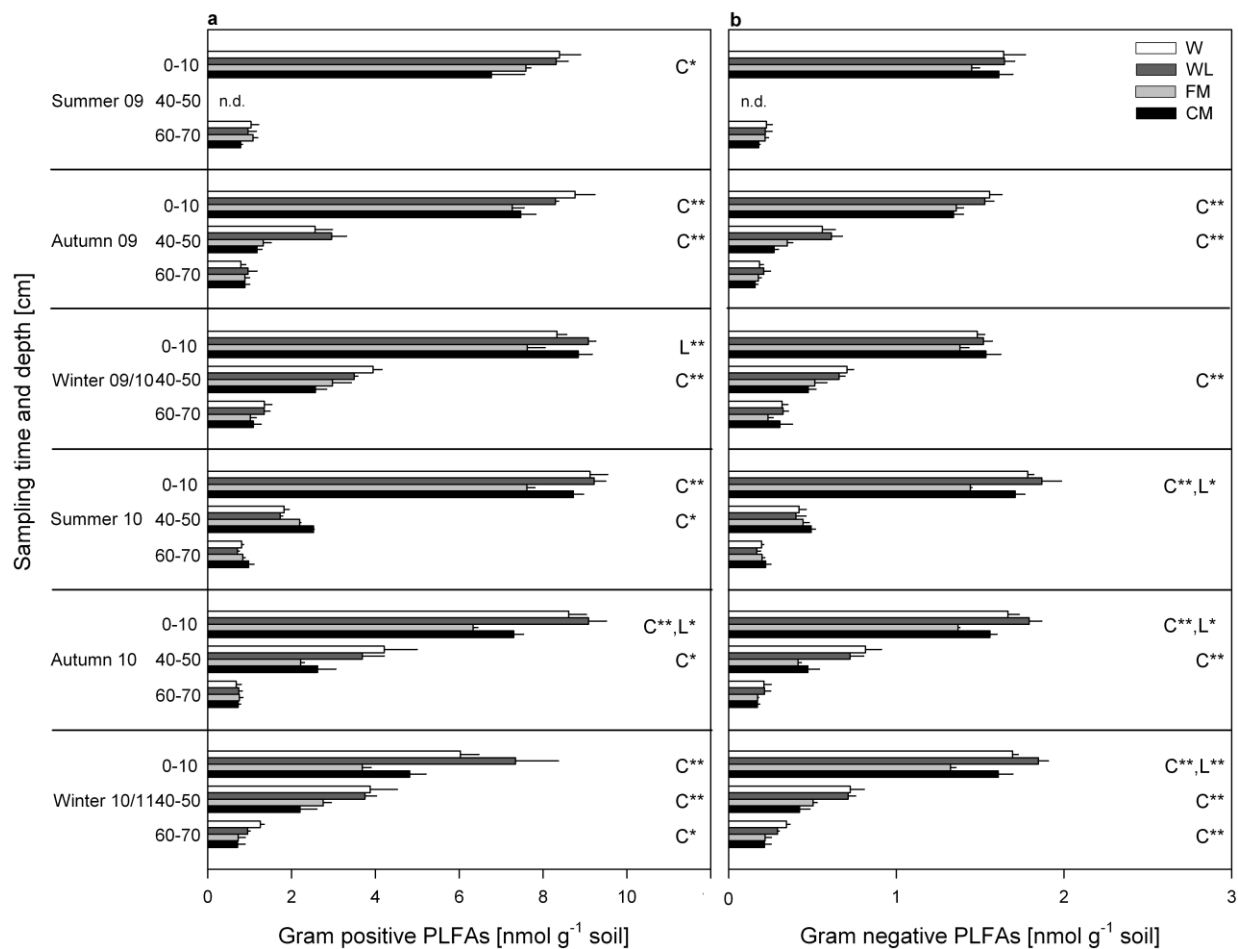 a
b
0-10
C*
W
WL
FM
CM
Summer 09
40-50
n.d.
n.d.
60-70
0-10
C**
C**
Autumn 09
40-50
C**
C**
60-70
0-10
L**
Winter 09/10
40-50
C**
C**
60-70
0-10
C**
C**,L*
Summer 10
40-50
C*
60-70
0-10
C**,L*
C**,L*
Autumn 10
40-50
C*
C**
60-70
0-10
C**
C**,L**
Winter 10/11
40-50
C**
C**
60-70
C*
C**
Sampling time and depth [cm]
0 2 4 6 8 10
0 1 2 3
Gram positive PLFAs [nmol g⁻¹ soil]
Gram negative PLFAs [nmol g⁻¹ soil]